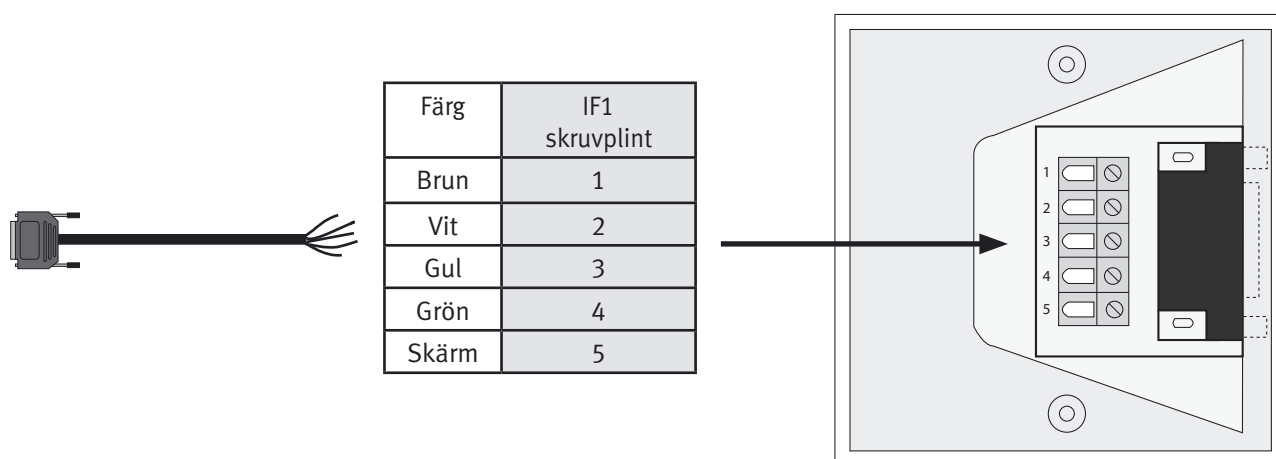 Färg IF1
skruvplint
Brun 1
Vit 2
Gul 3
Grön 4
Skärm 5
1
2
3
4
5